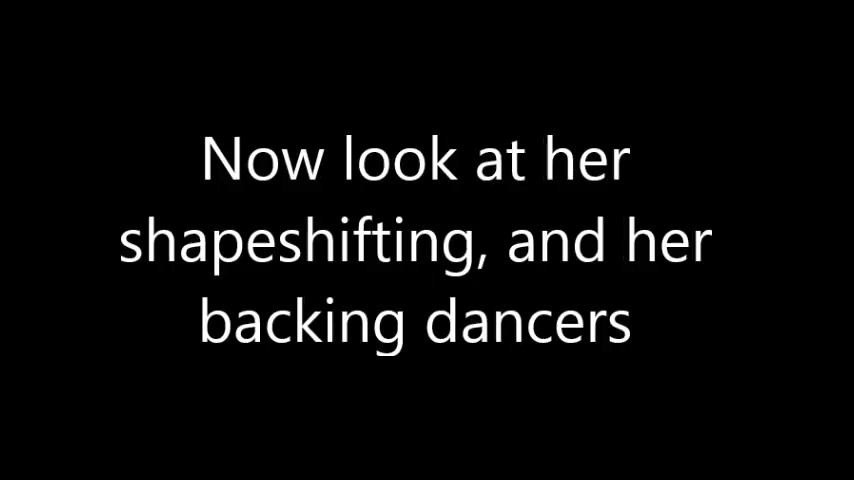 Now look at her
shapeshifting, and her
backing dancers